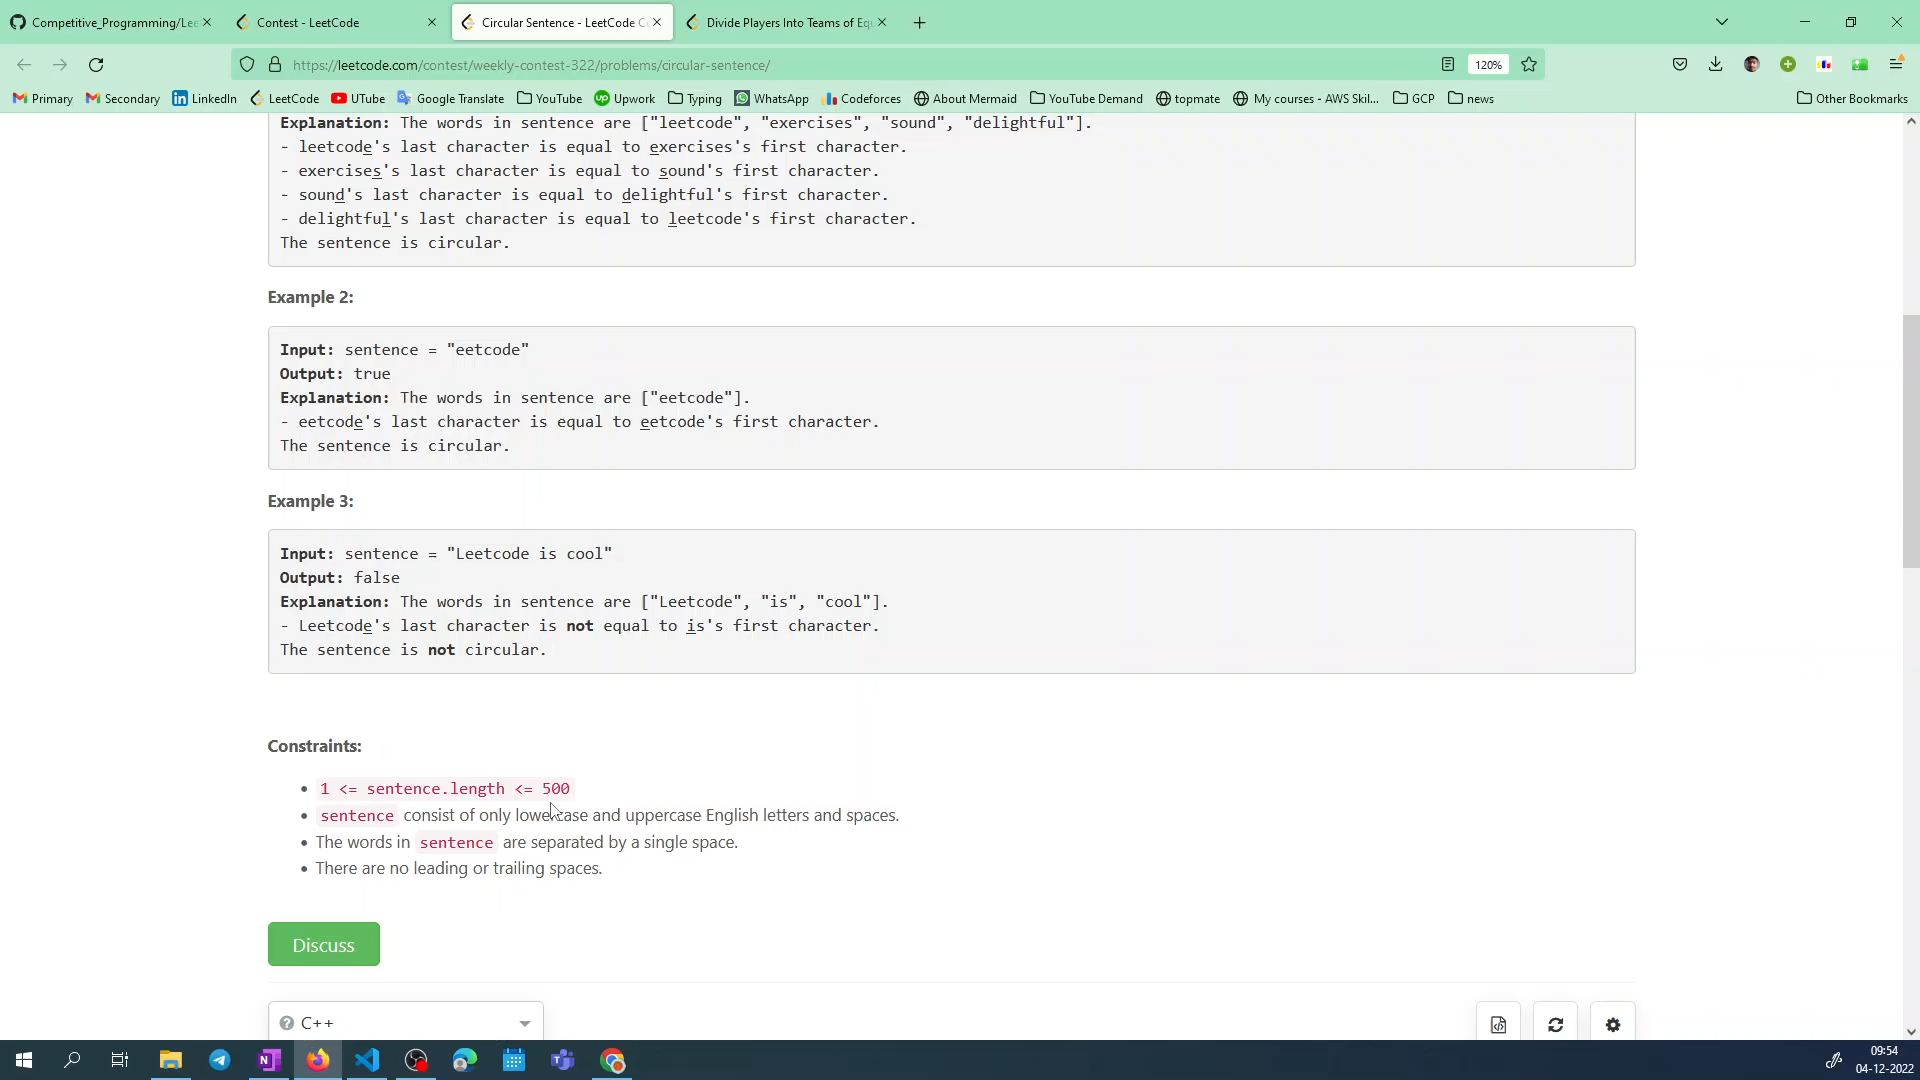 Competitive_Programming/Lee
Contest - LeetCode
Circular Sentence - LeetCode Co
Divide Players Into Teams of Equ
https://leetcode.com/contest/weekly-contest-322/problems/circular-sentence/
120%
Primary
Secondary
LinkedIn
LeetCode
UTube
Google Translate
YouTube
Upwork
Typing
WhatsApp
Codeforces
About Mermaid
YouTube Demand
topmate
My courses - AWS Skil...
GCP
news
Other Bookmarks
Explanation: The words in sentence are ["leetcode", "exercises", "sound", "delightful"].
- leetcode's last character is equal to exercises's first character.
- exercises's last character is equal to sound's first character.
- sound's last character is equal to delightful's first character.
- delightful's last character is equal to leetcode's first character.
The sentence is circular.
Example 2:
Input: sentence = "eetcode"
Output: true
Explanation: The words in sentence are ["eetcode"].
- eetcode's last character is equal to eetcode's first character.
The sentence is circular.
Example 3:
Input: sentence = "Leetcode is cool"
Output: false
Explanation: The words in sentence are ["Leetcode", "is", "cool"].
- Leetcode's last character is not equal to is's first character.
The sentence is not circular.
Constraints:
• 1 <= sentence.length <= 500
• sentence consist of only lowercase and uppercase English letters and spaces.
• The words in sentence are separated by a single space.
• There are no leading or trailing spaces.
Discuss
C++
09:54
04-12-2022